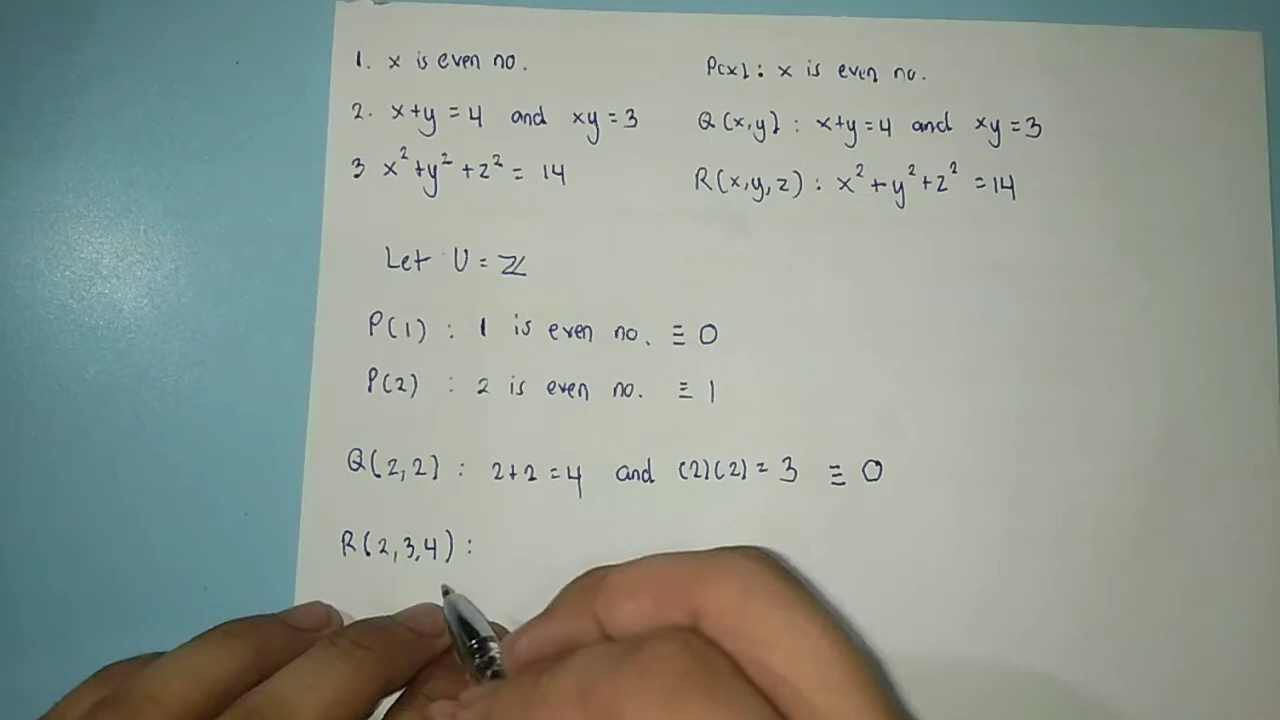 1. x is even no. P(x): x is even no.
2. x+y = 4 and xy = 3 Q(x,y): x+y=4 and xy=3
3 x²+y²+z² = 14 R(x,y,z): x²+y²+z² = 14
Let U = ℤ
P(1) : 1 is even no. ≡ 0
P(2) : 2 is even no. ≡ 1
Q(2,2) : 2+2 = 4 and (2)(2) = 3 ≡ 0
R(2,3,4) :